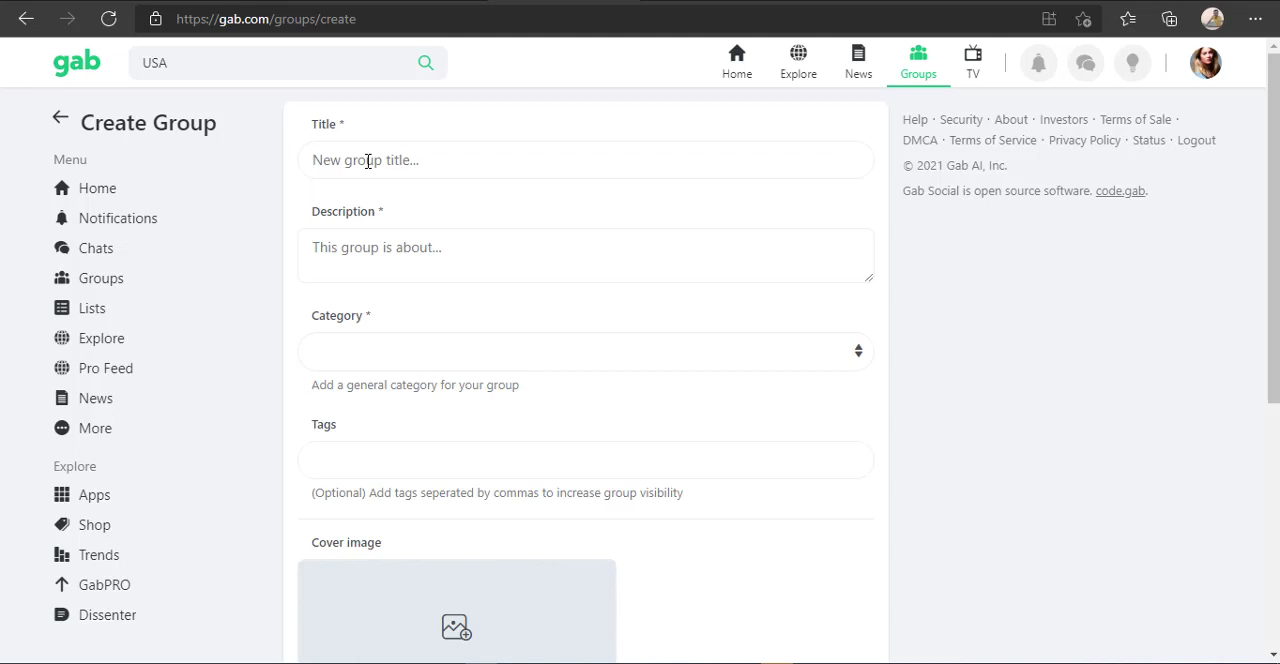 https://gab.com/groups/create
gab
USA
Home
Explore
News
Groups
TV
Create Group
Menu
Home
Notifications
Chats
Groups
Lists
Explore
Pro Feed
News
More
Explore
Apps
Shop
Trends
GabPRO
Dissenter
Title *
New group title...
Description *
This group is about...
Category *
Add a general category for your group
Tags
(Optional) Add tags seperated by commas to increase group visibility
Cover image
Help · Security · About · Investors · Terms of Sale ·
DMCA · Terms of Service · Privacy Policy · Status · Logout
© 2021 Gab AI, Inc.
Gab Social is open source software. code.gab.